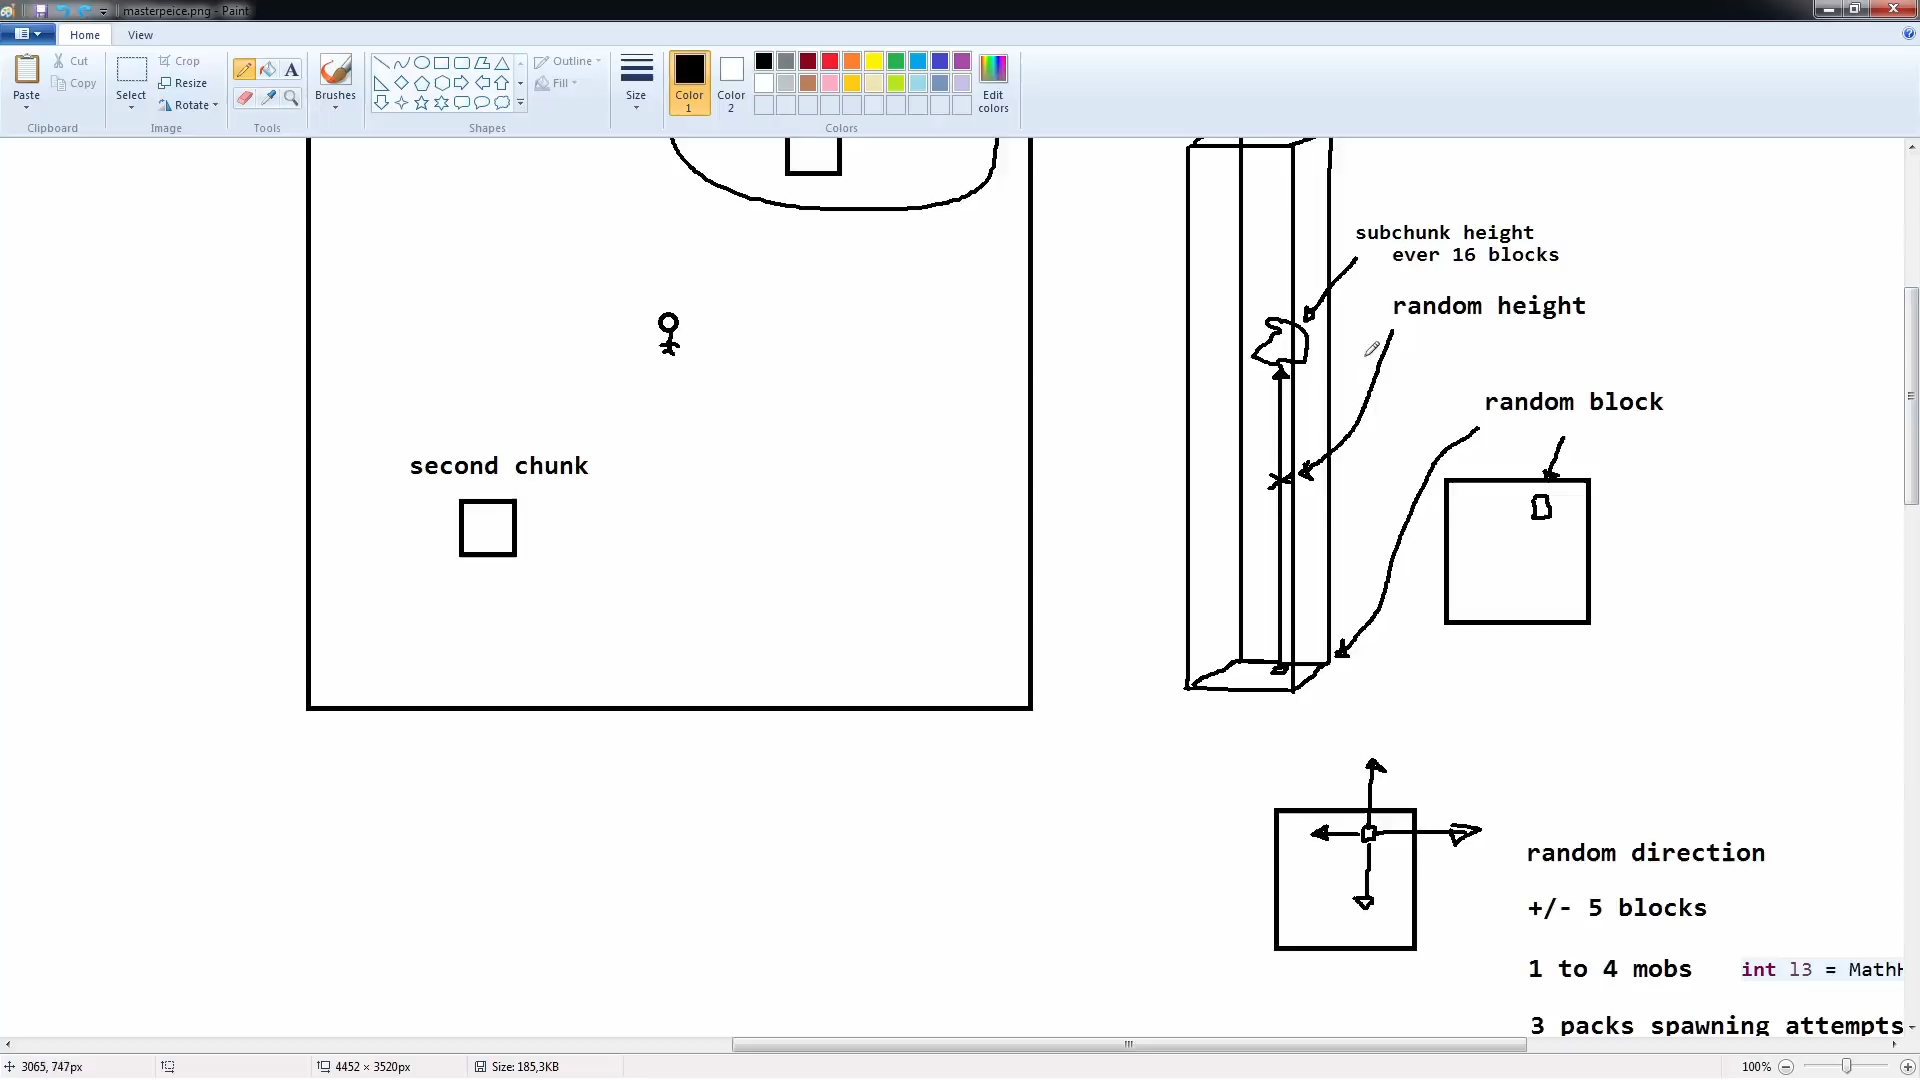 masterpeice.png - Paint
Home
View
Paste
Cut
Copy
Clipboard
Select
Crop
Resize
Rotate
Image
A
Tools
Brushes
Shapes
Outline
Fill
Size
Color 1
Color 2
Colors
Edit colors
subchunk height
ever 16 blocks
random height
random block
second chunk
random direction
+/- 5 blocks
1 to 4 mobs
int l3 = MathH
3 packs spawning attempts
3065, 747px
4452 × 3520px
Size: 185,3KB
100%